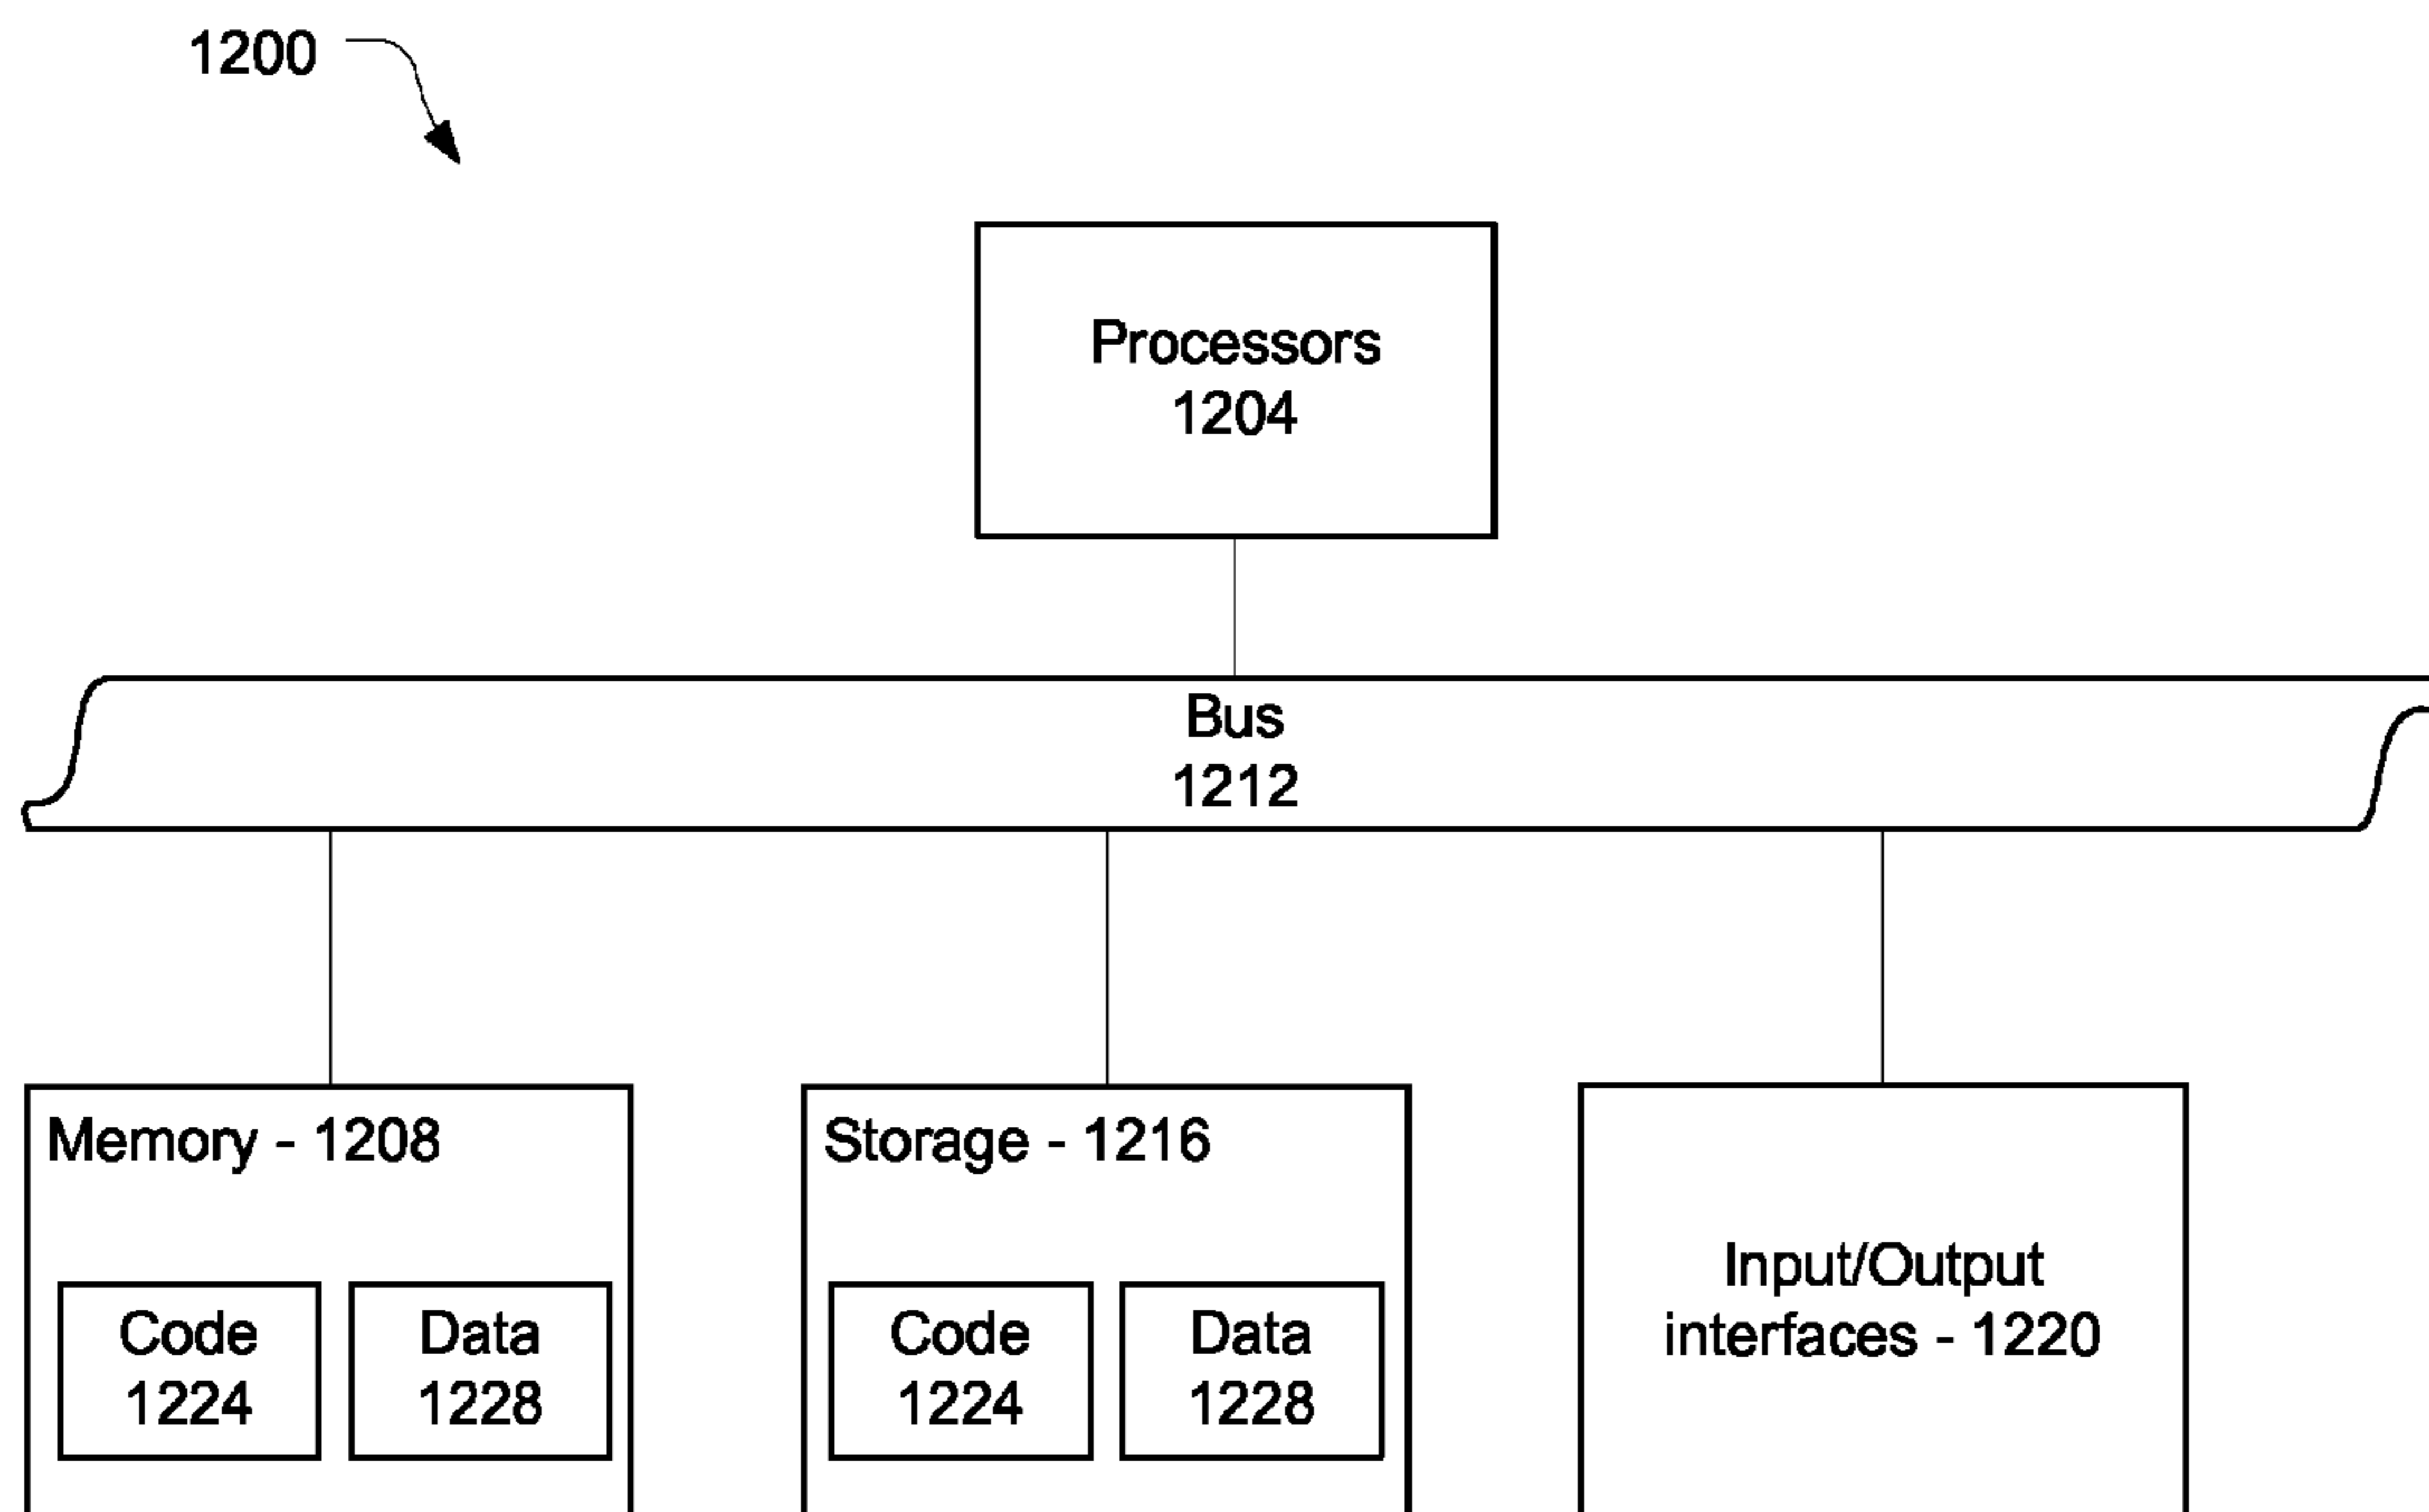 1200
Processors
1204
Bus
1212
Memory - 1208
Code
1224
Data
1228
Storage - 1216
Code
1224
Data
1228
Input/Output
interfaces - 1220